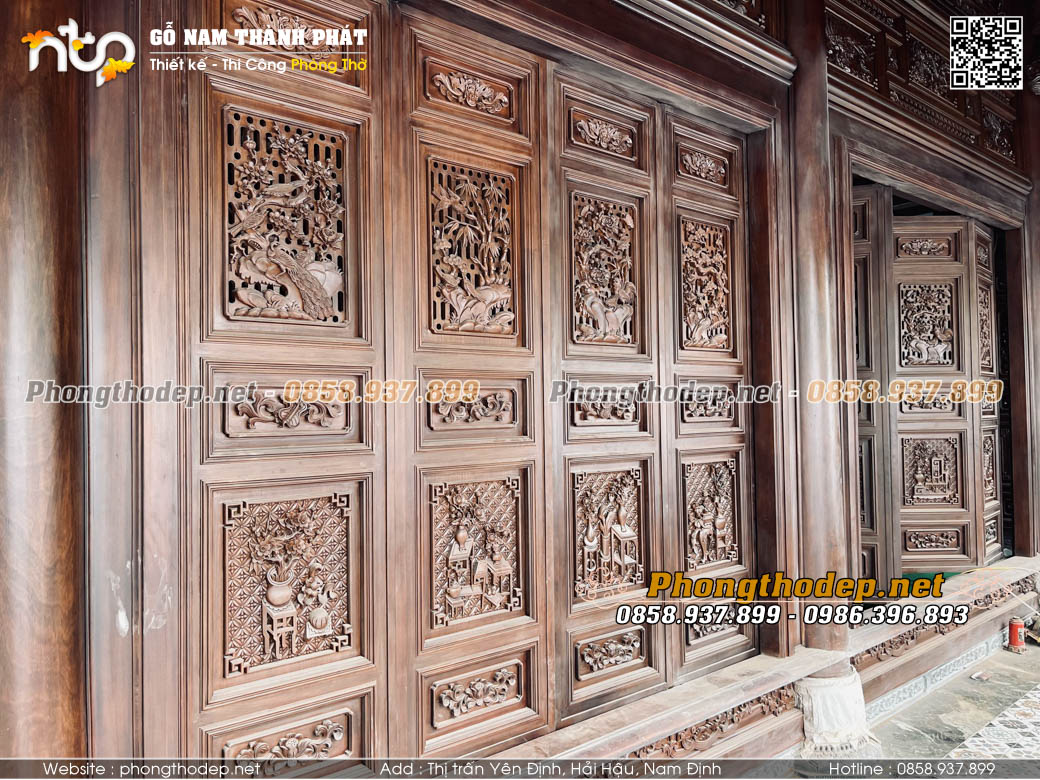 ntp
GỖ NAM THÀNH PHÁT
Thiết kế - Thi Công Phòng Thờ
Phongthodep.net - 0858.937.899
Phongthodep.net - 0858.937.899
Phongthodep.net
0858.937.899 - 0986.396.893
Website : phongthodep.net
Add : Thị trấn Yên Định, Hải Hậu, Nam Định
Hotline : 0858.937.899